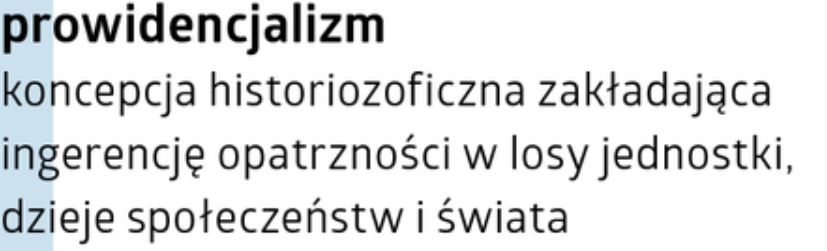 prowidencjalizm
koncepcja historiozoficzna zakładająca
ingerencję opatrzności w losy jednostki,
dzieje społeczeństw i świata